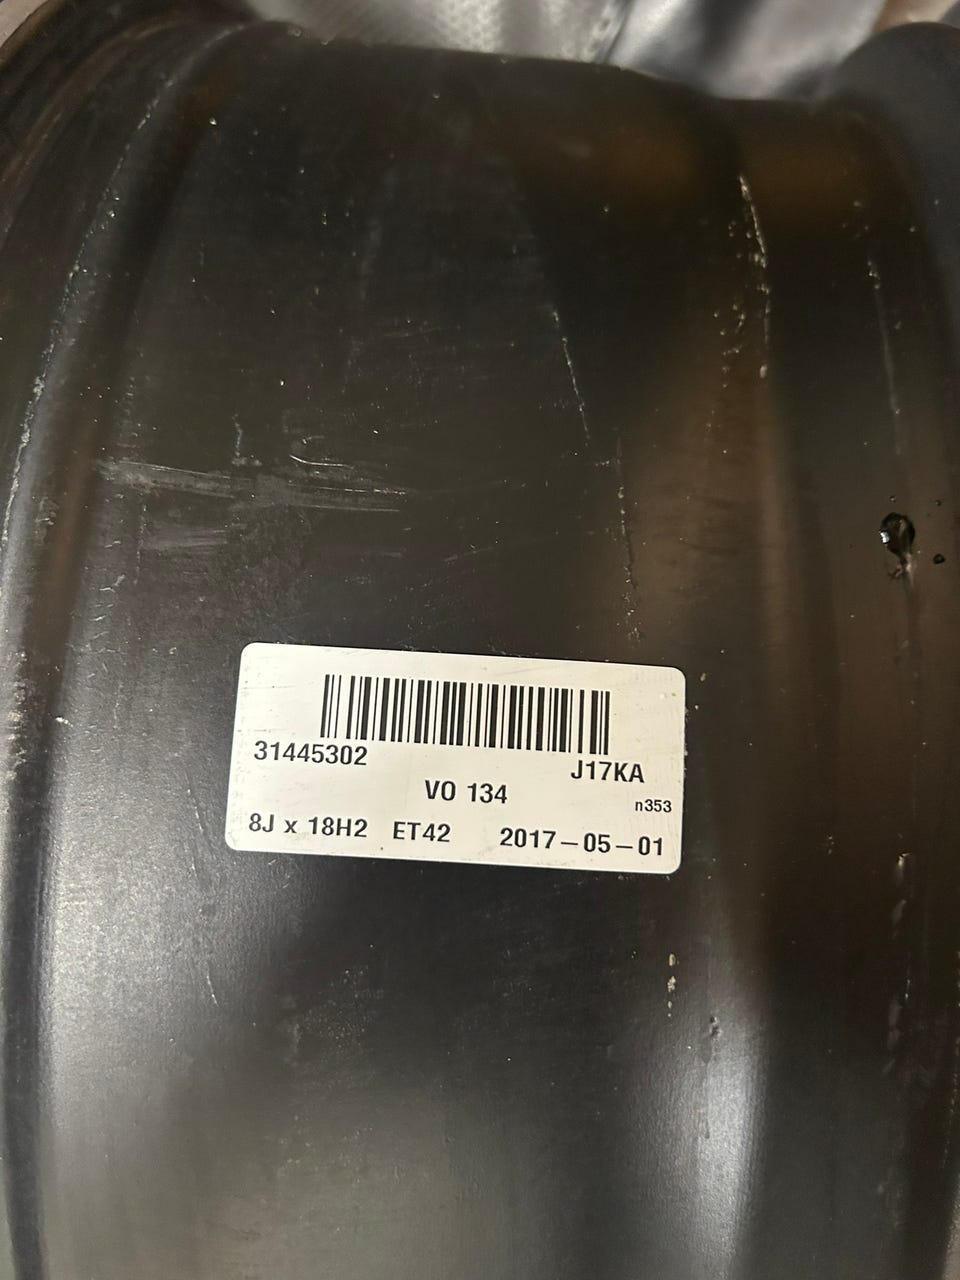 31445302 J17KA
VO 134
n353
8J x 18H2 ET42 2017-05-01